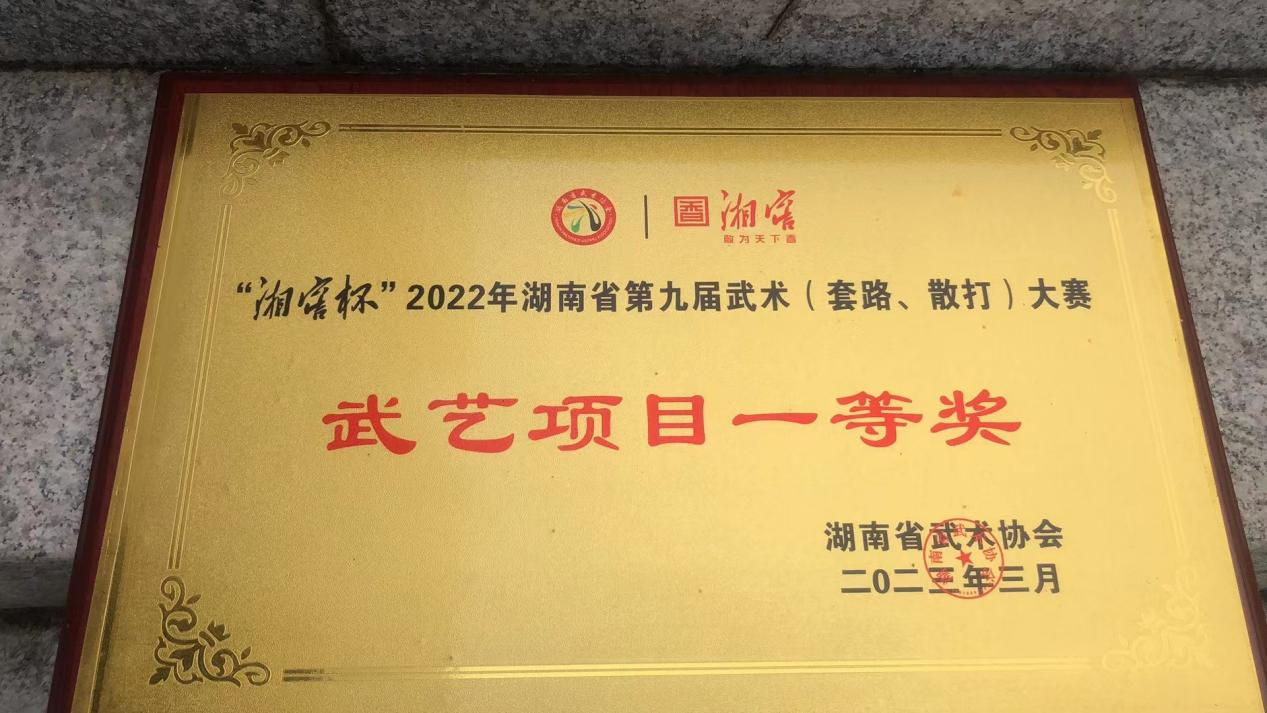 湘窖
敢为天下香
“湘窖杯”2022年湖南省第九届武术（套路、散打）大赛
武艺项目一等奖
湖南省武术协会
二〇二三年三月